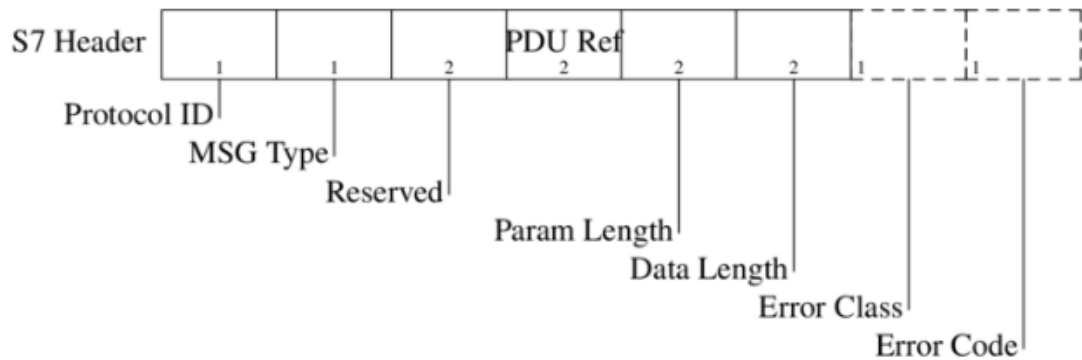 S7 Header PDU Ref
1 1 2 2 2 2 1 1
Protocol ID
MSG Type
Reserved
Param Length
Data Length
Error Class
Error Code